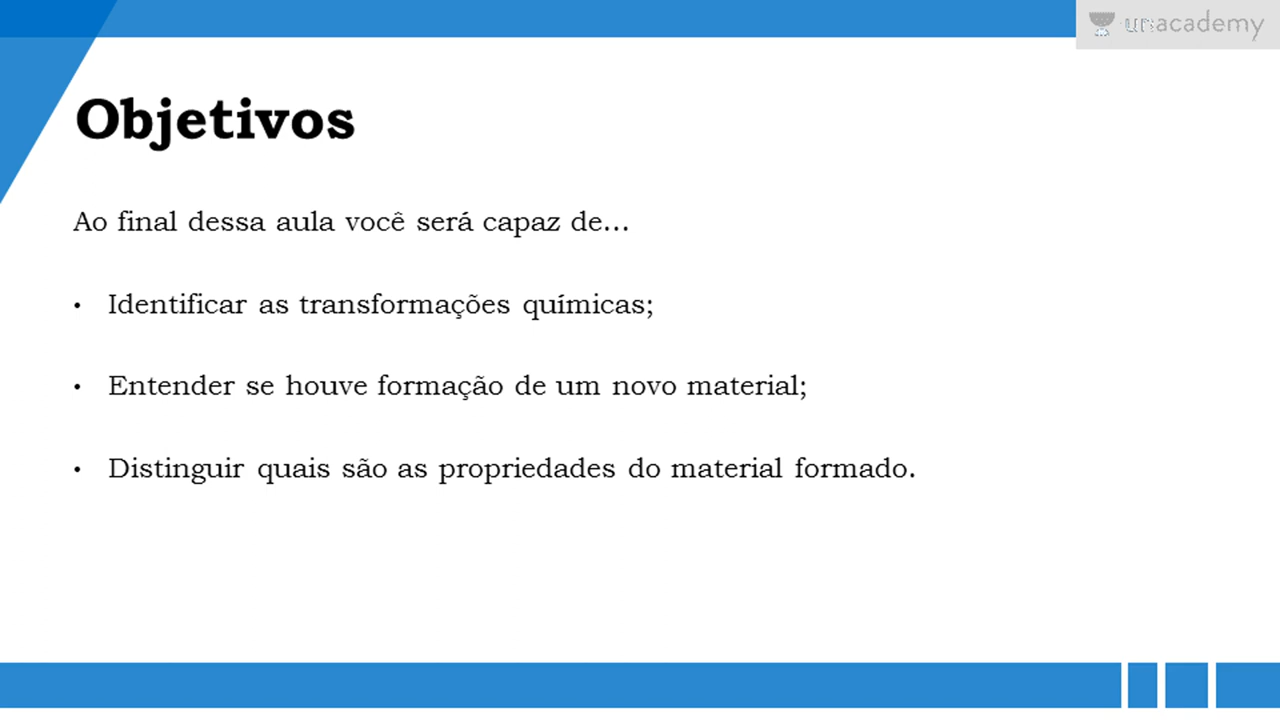 unacademy
Objetivos
Ao final dessa aula você será capaz de...
• Identificar as transformações químicas;
• Entender se houve formação de um novo material;
• Distinguir quais são as propriedades do material formado.